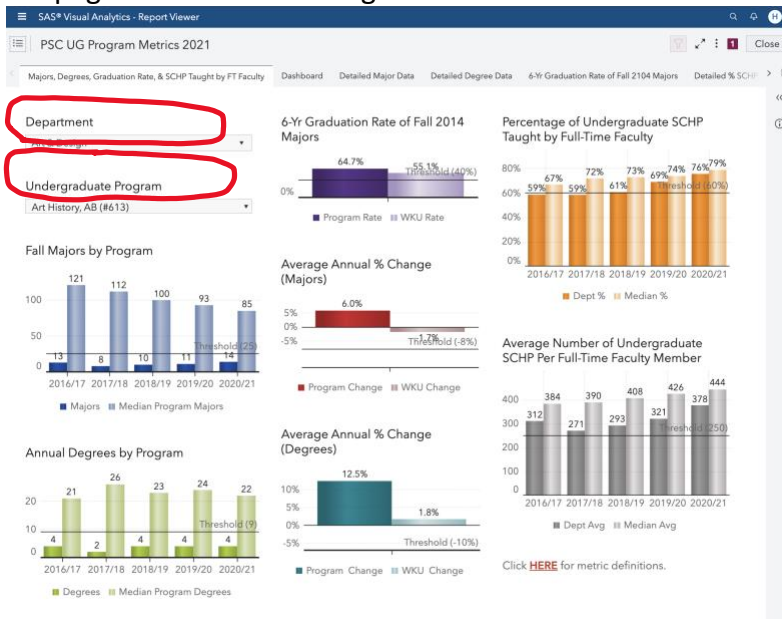 SAS® Visual Analytics - Report Viewer
H
PSC UG Program Metrics 2021
1
Close
Majors, Degrees, Graduation Rate, & SCHP Taught by FT Faculty
Dashboard
Detailed Major Data
Detailed Degree Data
6-Yr Graduation Rate of Fall 2104 Majors
Detailed % SCH
Department
Art & Design
Undergraduate Program
Art History, AB (#613)
Fall Majors by Program
121
112
100
93
85
100
50
Threshold (25)
13
8
10
11
14
0
2016/17 2017/18 2018/19 2019/20 2020/21
Majors
Median Program Majors
Annual Degrees by Program
21
26
23
24
22
20
10
Threshold (9)
4
2
4
4
4
0
2016/17 2017/18 2018/19 2019/20 2020/21
Degrees
Median Program Degrees
6-Yr Graduation Rate of Fall 2014
Majors
64.7%
55.1%
Threshold (40%)
0%
Program Rate
WKU Rate
Average Annual % Change
(Majors)
6.0%
5%
0%
-5%
1.7%
Threshold (-8%)
Program Change
WKU Change
Average Annual % Change
(Degrees)
12.5%
10%
5%
1.8%
0%
-5%
Threshold (-10%)
Program Change
WKU Change
Percentage of Undergraduate SCHP
Taught by Full-Time Faculty
80%
59%
67%
59%
72%
61%
73%
69%
74%
76%
79%
60%
Threshold (60%)
40%
20%
0%
2016/17 2017/18 2018/19 2019/20 2020/21
Dept %
Median %
Average Number of Undergraduate
SCHP Per Full-Time Faculty Member
400
312
384
271
390
293
408
321
426
378
444
300
Threshold (250)
200
100
0
2016/17 2017/18 2018/19 2019/20 2020/21
Dept Avg
Median Avg
Click HERE for metric definitions.